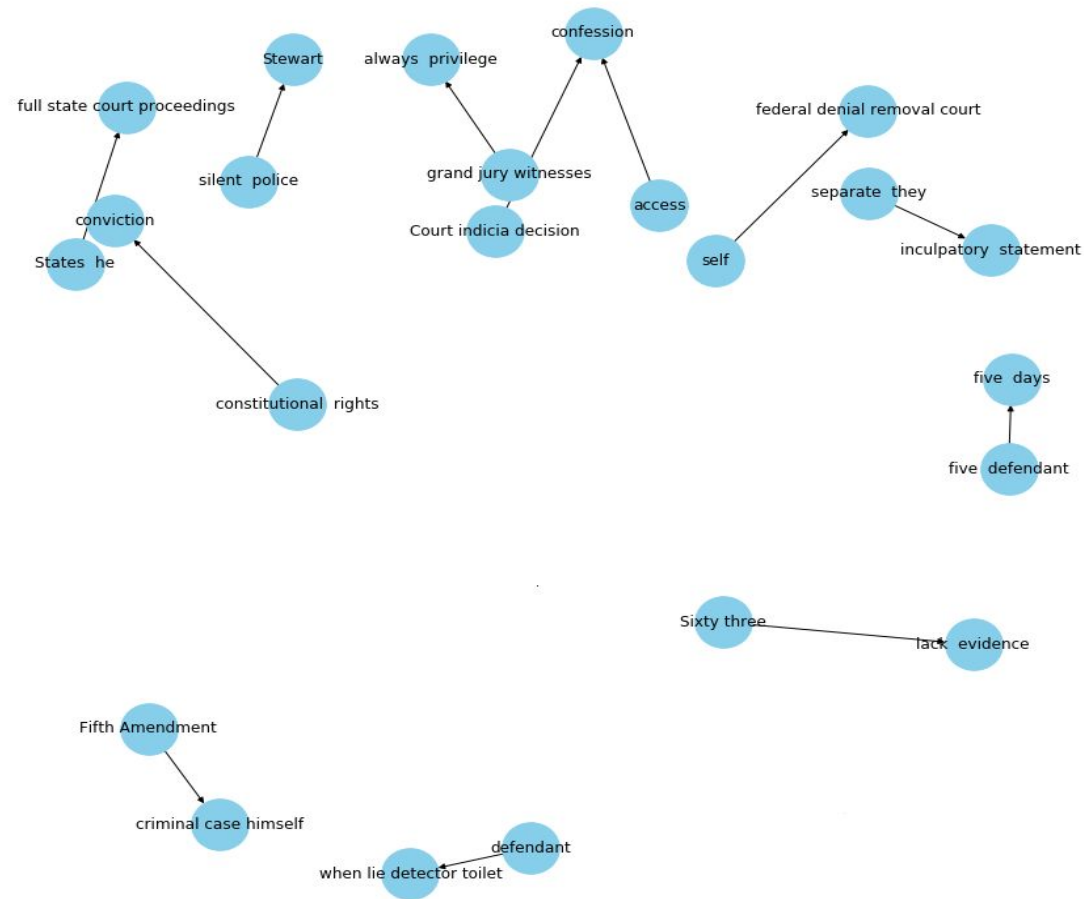 confession
Stewart
always  privilege
full state court proceedings
federal denial removal court
grand jury witnesses
silent  police
separate  they
access
conviction
Court indicia decision
inculpatory  statement
States  he
self
five  days
constitutional  rights
five  defendant
Sixty three
lack  evidence
Fifth Amendment
criminal case himself
defendant
when lie detector toilet